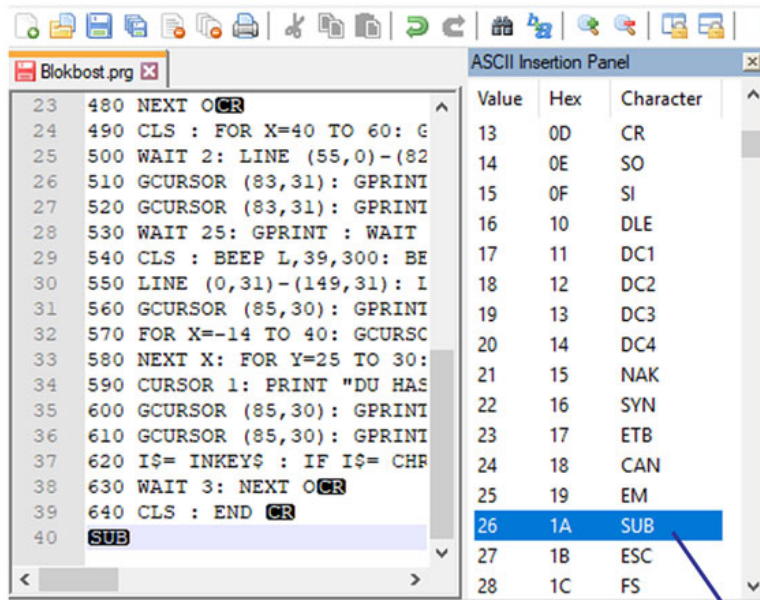 Blokbost.prg
23 480 NEXT OCR
24 490 CLS : FOR X=40 TO 60: G
25 500 WAIT 2: LINE (55,0)-(82
26 510 GCURSOR (83,31): GPRINT
27 520 GCURSOR (83,31): GPRINT
28 530 WAIT 25: GPRINT : WAIT
29 540 CLS : BEEP L,39,300: BE
30 550 LINE (0,31)-(149,31): L
31 560 GCURSOR (85,30): GPRINT
32 570 FOR X=-14 TO 40: GCURSO
33 580 NEXT X: FOR Y=25 TO 30:
34 590 CURSOR 1: PRINT "DU HAS
35 600 GCURSOR (85,30): GPRINT
36 610 GCURSOR (85,30): GPRINT
37 620 I$= INKEY$ : IF I$= CHR
38 630 WAIT 3: NEXT OCR
39 640 CLS : END CR
40 SUB
ASCII Insertion Panel
Value Hex Character
13 0D CR
14 0E SO
15 0F SI
16 10 DLE
17 11 DC1
18 12 DC2
19 13 DC3
20 14 DC4
21 15 NAK
22 16 SYN
23 17 ETB
24 18 CAN
25 19 EM
26 1A SUB
27 1B ESC
28 1C FS